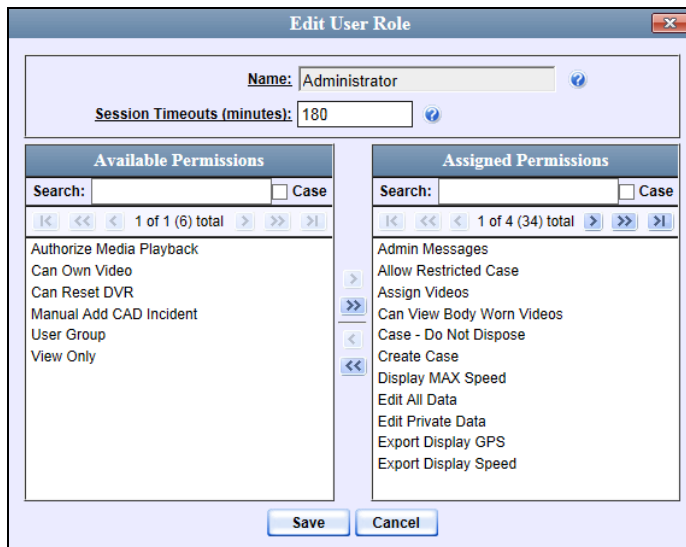 Edit User Role
Name: Administrator
Session Timeouts (minutes): 180
Available Permissions
Search: Case
1 of 1 (6) total
Authorize Media Playback
Can Own Video
Can Reset DVR
Manual Add CAD Incident
User Group
View Only
Assigned Permissions
Search: Case
1 of 4 (34) total
Admin Messages
Allow Restricted Case
Assign Videos
Can View Body Worn Videos
Case - Do Not Dispose
Create Case
Display MAX Speed
Edit All Data
Edit Private Data
Export Display GPS
Export Display Speed
Save Cancel